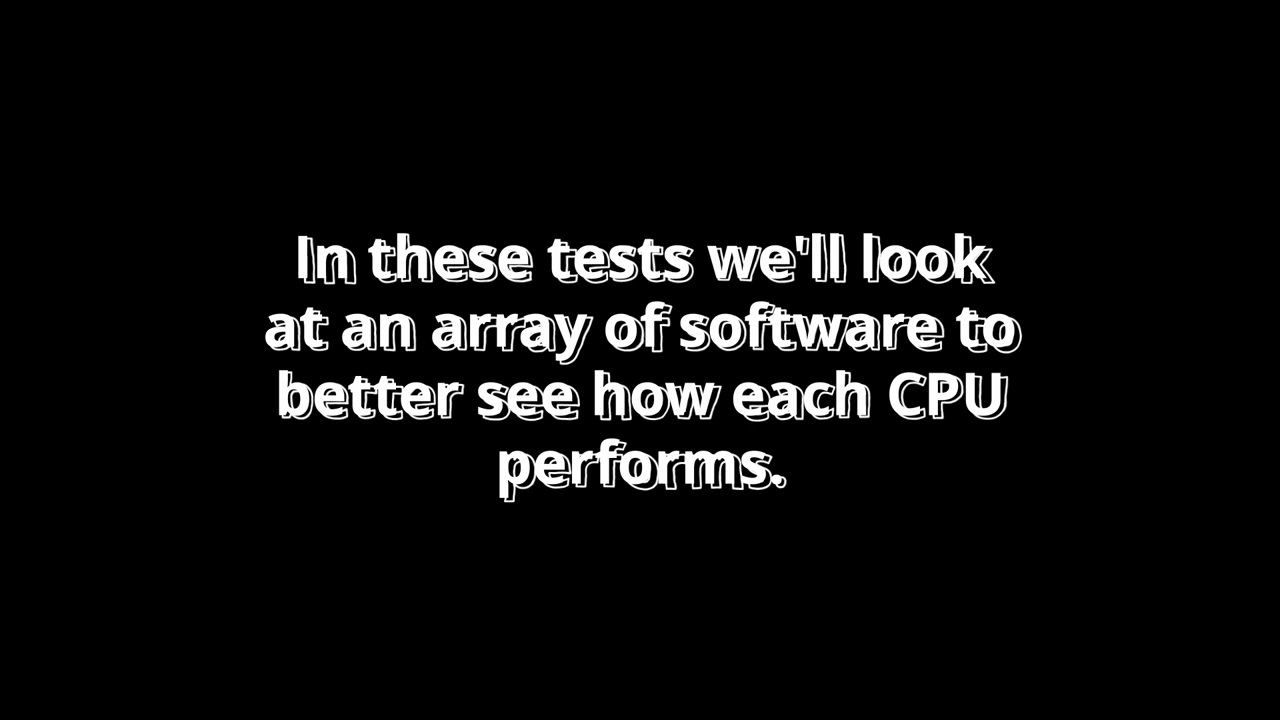 In these tests we'll look
at an array of software to
better see how each CPU
performs.